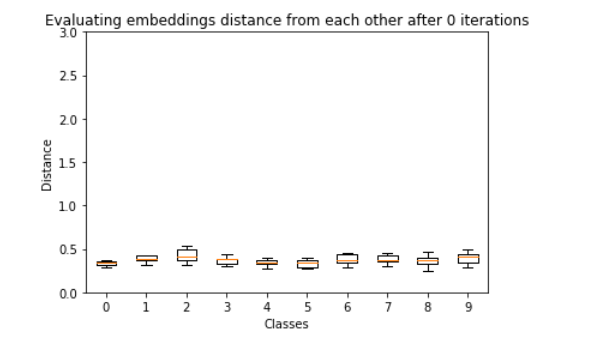 Evaluating embeddings distance from each other after 0 iterations
3.0
2.5
2.0
1.5
1.0
0.5
0.0
Distance
0 1 2 3 4 5 6 7 8 9
Classes